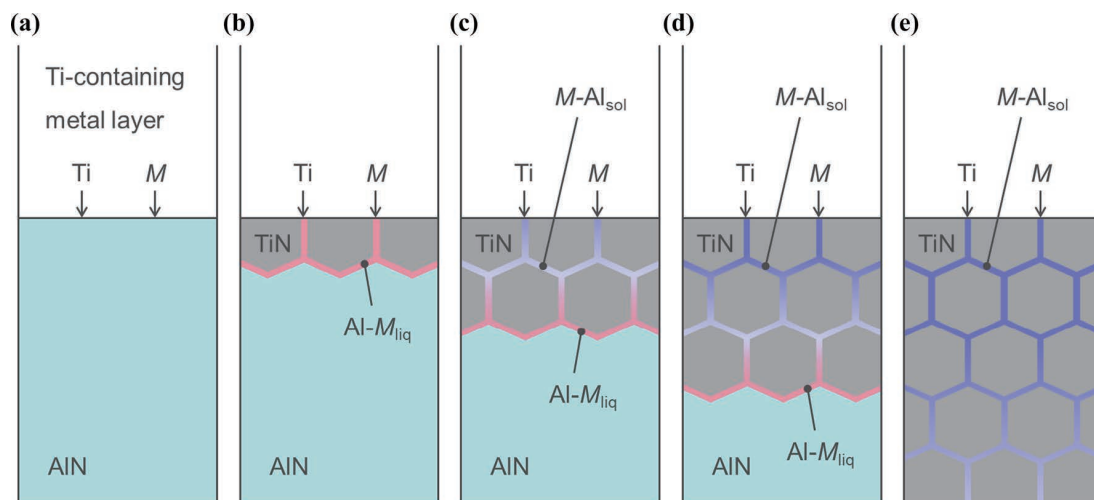 (a)
Ti-containing
metal layer
Ti M
AlN
(b)
Ti M
TiN
Al-Mliq
AlN
(c)
M-Alsol
Ti M
TiN
Al-Mliq
AlN
(d)
M-Alsol
Ti M
TiN
Al-Mliq
AlN
(e)
M-Alsol
Ti M
TiN